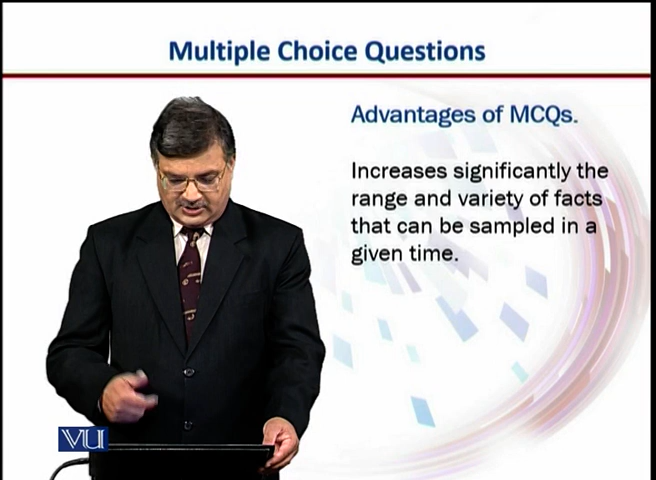 Multiple Choice Questions
Advantages of MCQs.
Increases significantly the
range and variety of facts
that can be sampled in a
given time.
VU